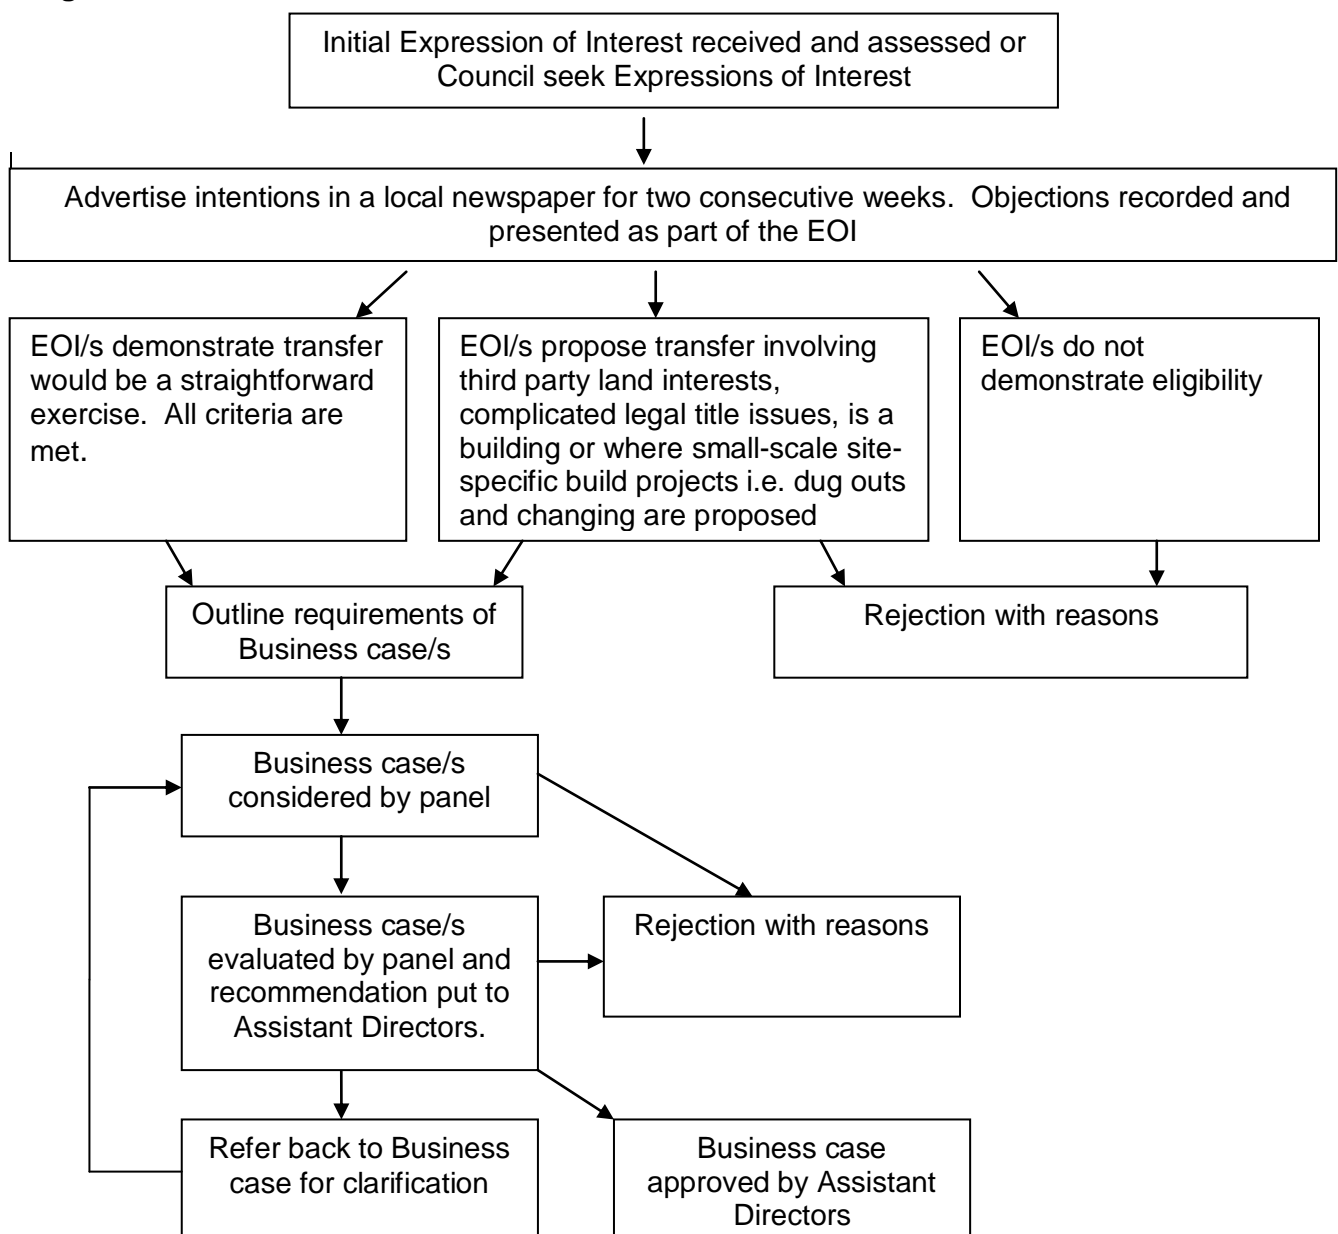 Initial Expression of Interest received and assessed or
Council seek Expressions of Interest
Advertise intentions in a local newspaper for two consecutive weeks.  Objections recorded and
presented as part of the EOI
EOI/s demonstrate transfer
would be a straightforward
exercise.  All criteria are
met.
EOI/s propose transfer involving
third party land interests,
complicated legal title issues, is a
building or where small-scale site-
specific build projects i.e. dug outs
and changing are proposed
EOI/s do not
demonstrate eligibility
Outline requirements of
Business case/s
Rejection with reasons
Business case/s
considered by panel
Business case/s
evaluated by panel and
recommendation put to
Assistant Directors.
Rejection with reasons
Refer back to Business
case for clarification
Business case
approved by Assistant
Directors